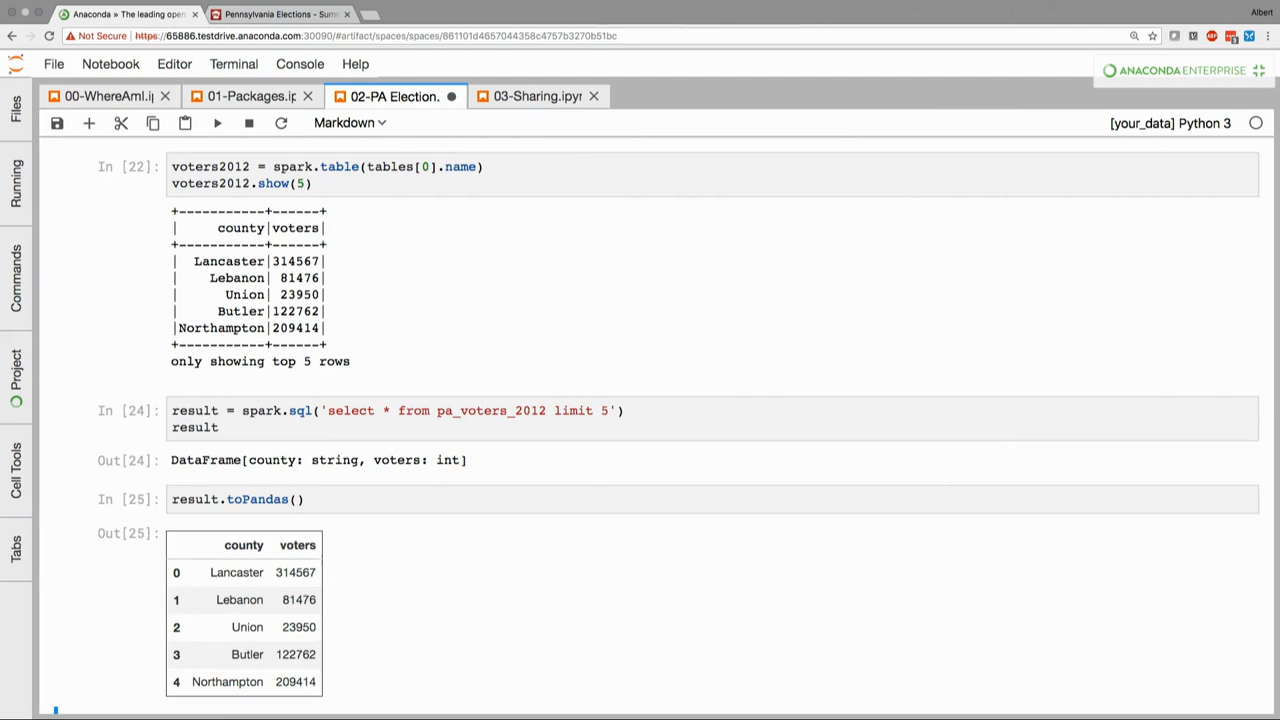 Anaconda » The leading open
Pennsylvania Elections - Sum
Albert
Not Secure
https://65886.testdrive.anaconda.com:30090/#artifact/spaces/spaces/861101d4657044358c4757b3270b51bc
File
Notebook
Editor
Terminal
Console
Help
ANACONDA ENTERPRISE
00-WhereAmI.i
01-Packages.ip
02-PA Election.
03-Sharing.ipyr
Markdown
[your_data] Python 3
Files
Running
Commands
Project
Cell Tools
Tabs
In [22]: voters2012 = spark.table(tables[0].name)
voters2012.show(5)
+-----------+------+
|     county|voters|
+-----------+------+
|  Lancaster|314567|
|    Lebanon| 81476|
|      Union| 23950|
|     Butler|122762|
|Northampton|209414|
+-----------+------+
only showing top 5 rows
In [24]: result = spark.sql('select * from pa_voters_2012 limit 5')
result
Out[24]: DataFrame[county: string, voters: int]
In [25]: result.toPandas()
Out[25]:
county voters
0 Lancaster 314567
1 Lebanon 81476
2 Union 23950
3 Butler 122762
4 Northampton 209414